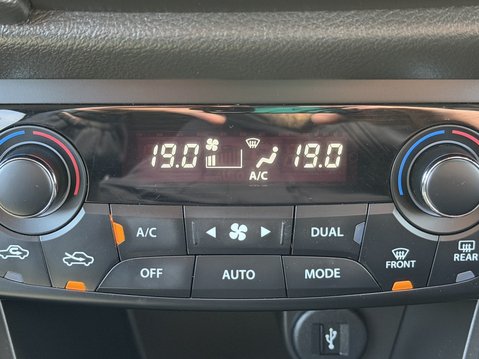 19.0 19.0
A/C
A/C DUAL
OFF AUTO MODE FRONT REAR